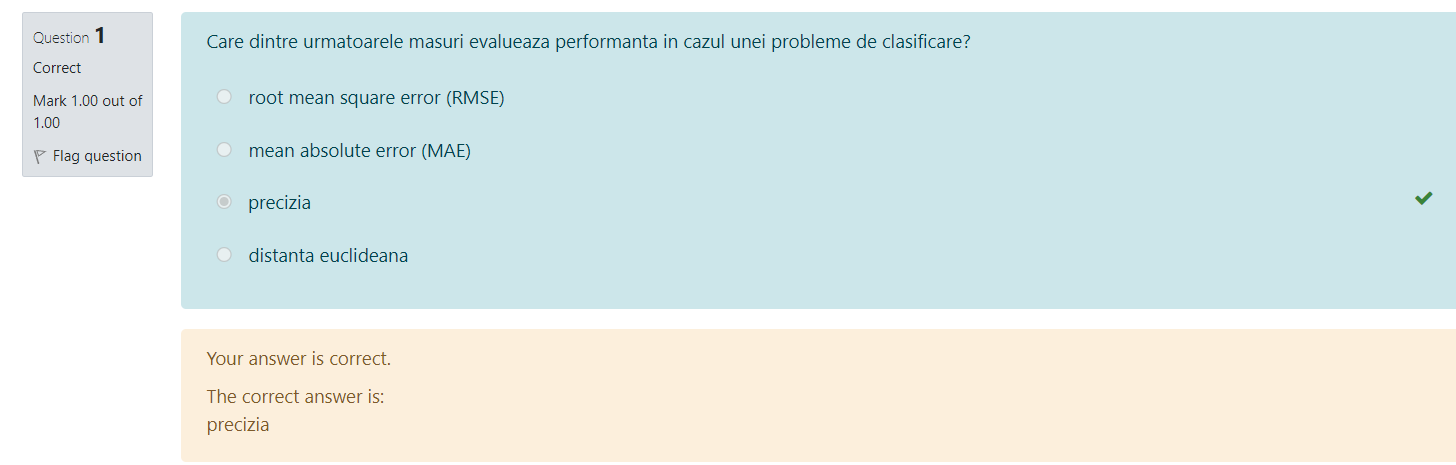 Question 1
Correct
Mark 1.00 out of
1.00
Flag question
Care dintre urmatoarele masuri evalueaza performanta in cazul unei probleme de clasificare?
root mean square error (RMSE)
mean absolute error (MAE)
precizia
distanta euclideana
Your answer is correct.
The correct answer is:
precizia